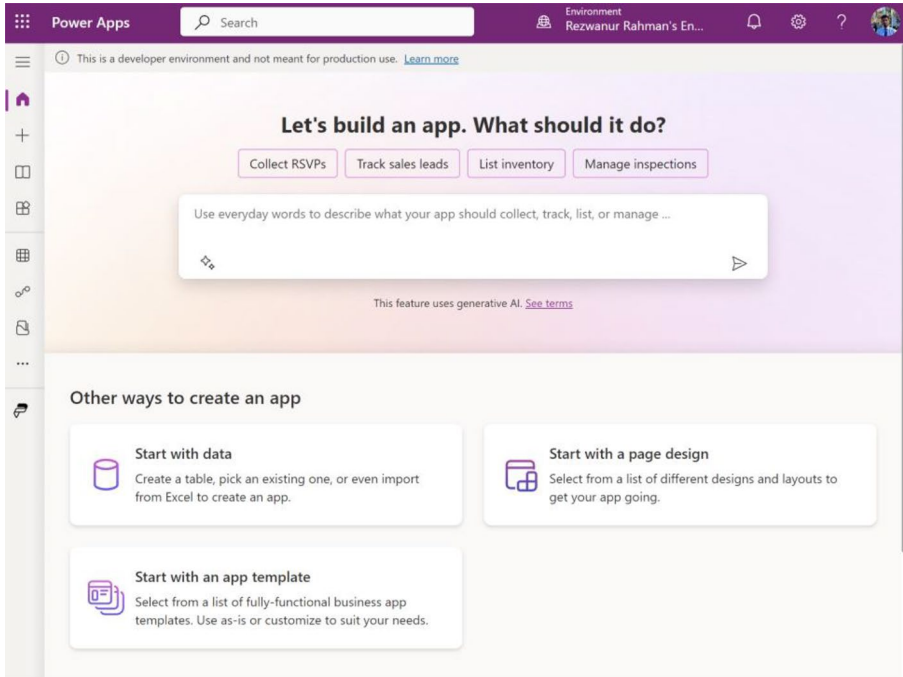 Power Apps
Search
Environment
Rezwanur Rahman's En...
This is a developer environment and not meant for production use. Learn more
Let's build an app. What should it do?
Collect RSVPs
Track sales leads
List inventory
Manage inspections
Use everyday words to describe what your app should collect, track, list, or manage ...
This feature uses generative AI. See terms
Other ways to create an app
Start with data
Create a table, pick an existing one, or even import
from Excel to create an app.
Start with a page design
Select from a list of different designs and layouts to
get your app going.
Start with an app template
Select from a list of fully-functional business app
templates. Use as-is or customize to suit your needs.